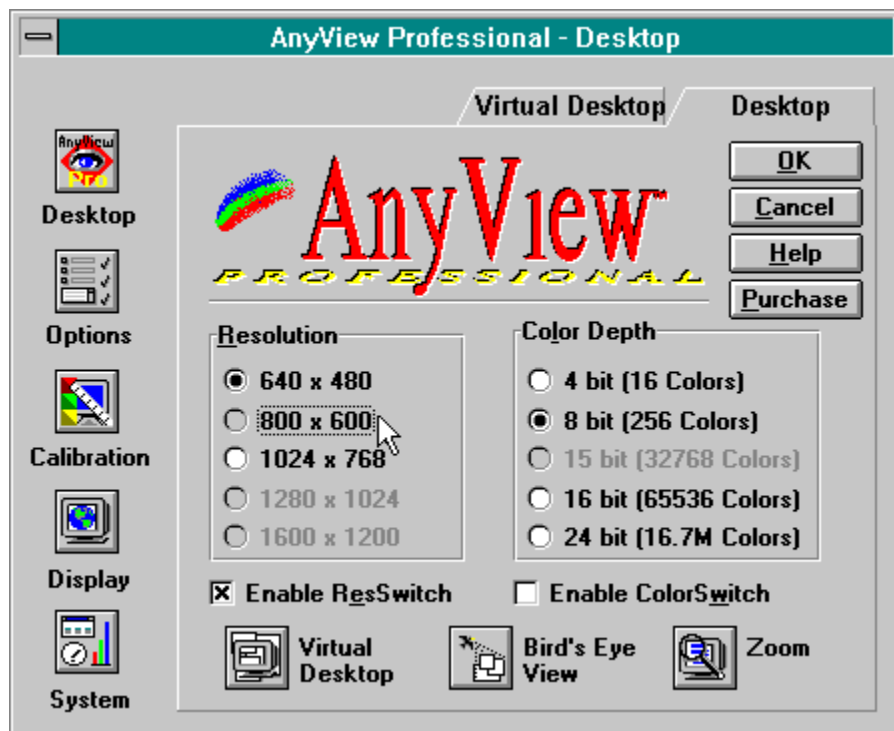 AnyView Professional - Desktop
Virtual Desktop
Desktop
AnyView
Pro
Desktop
Options
Calibration
Display
System
AnyView™
PROFESSIONAL
OK
Cancel
Help
Purchase
Resolution
640 x 480
800 x 600
1024 x 768
1280 x 1024
1600 x 1200
Color Depth
4 bit (16 Colors)
8 bit (256 Colors)
15 bit (32768 Colors)
16 bit (65536 Colors)
24 bit (16.7M Colors)
Enable ResSwitch
Enable ColorSwitch
Virtual
Desktop
Bird's Eye
View
Zoom